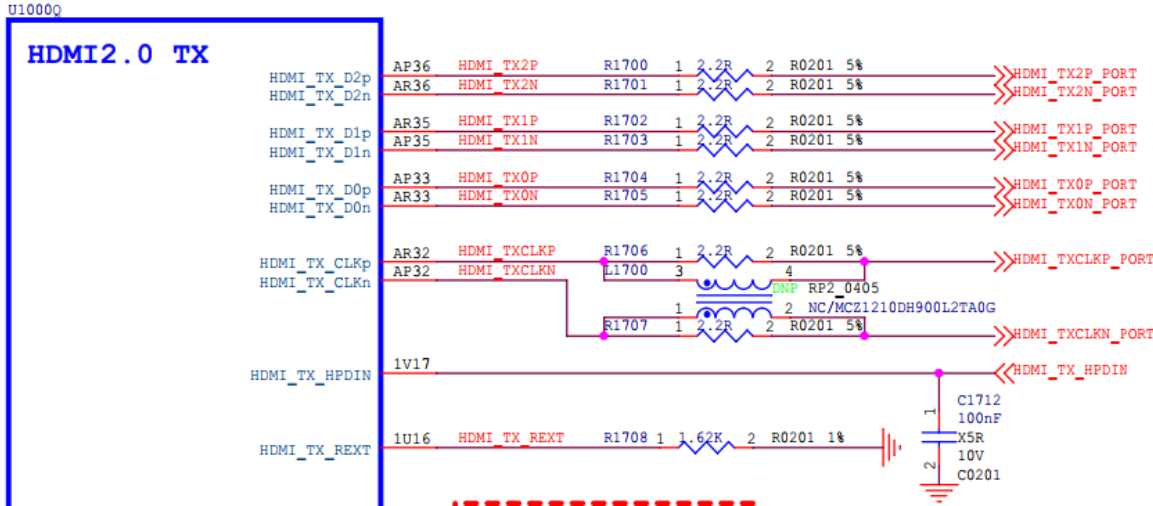 U1000Q
HDMI2.0 TX
HDMI_TX_D2p AP36 HDMI_TX2P R1700 1 2.2R 2 R0201 5% HDMI_TX2P_PORT
HDMI_TX_D2n AR36 HDMI_TX2N R1701 1 2.2R 2 R0201 5% HDMI_TX2N_PORT
HDMI_TX_D1p AR35 HDMI_TX1P R1702 1 2.2R 2 R0201 5% HDMI_TX1P_PORT
HDMI_TX_D1n AP35 HDMI_TX1N R1703 1 2.2R 2 R0201 5% HDMI_TX1N_PORT
HDMI_TX_D0p AP33 HDMI_TX0P R1704 1 2.2R 2 R0201 5% HDMI_TX0P_PORT
HDMI_TX_D0n AR33 HDMI_TX0N R1705 1 2.2R 2 R0201 5% HDMI_TX0N_PORT
HDMI_TX_CLKp AR32 HDMI_TXCLKP R1706 1 2.2R 2 R0201 5% HDMI_TXCLKP_PORT
HDMI_TX_CLKn AP32 HDMI_TXCLKN L1700 3 4
DNP RP2_0405
1 2 NC/MCZ1210DH900L2TA0G
R1707 1 2.2R 2 R0201 5% HDMI_TXCLKN_PORT
HDMI_TX_HPDIN 1V17 HDMI_TX_HPDIN
C1712
1 100nF
X5R
2 10V
C0201
HDMI_TX_REXT 1U16 HDMI_TX_REXT R1708 1 1.62K 2 R0201 1%